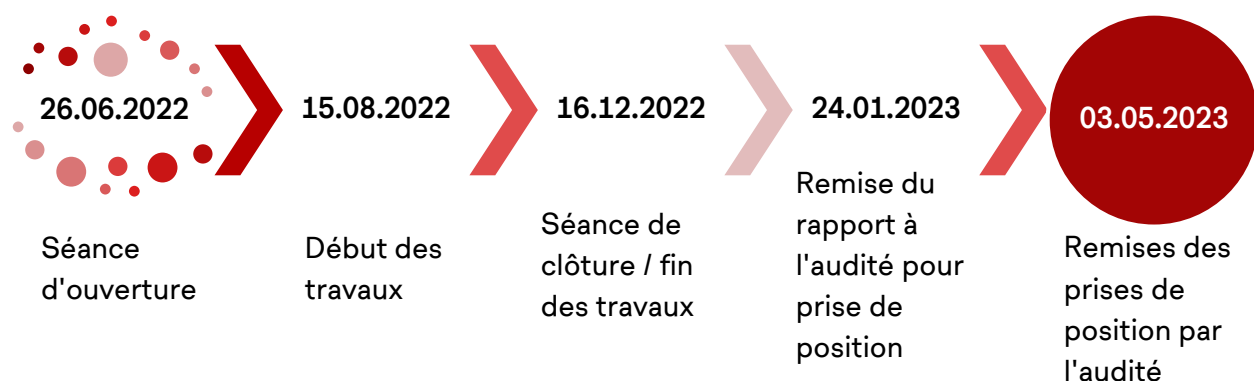 26.06.2022
Séance
d'ouverture
15.08.2022
Début des
travaux
16.12.2022
Séance de
clôture / fin
des travaux
24.01.2023
Remise du
rapport à
l'audité pour
prise de
position
03.05.2023
Remises des
prises de
position par
l'audité